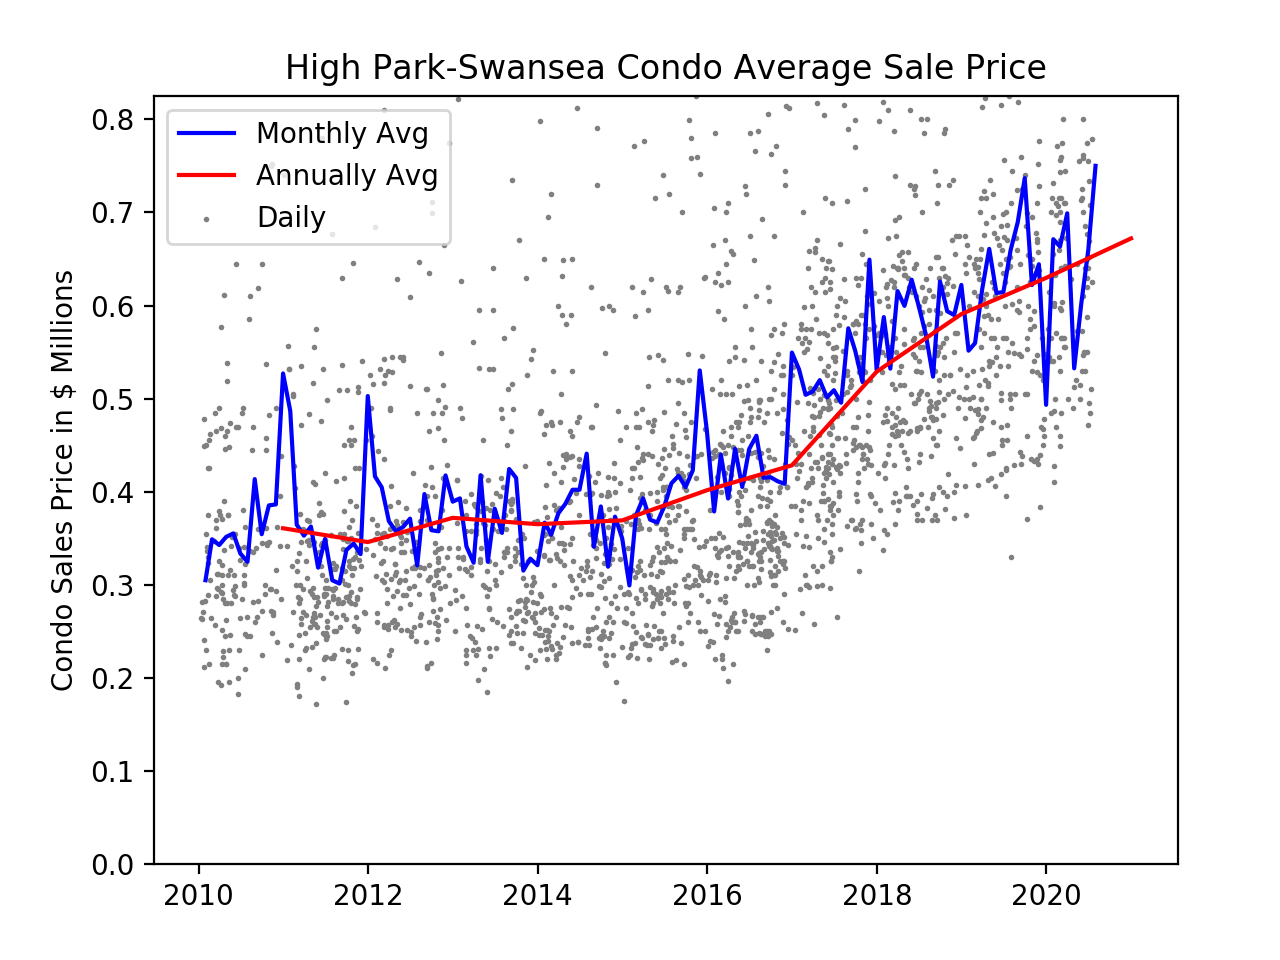 High Park-Swansea Condo Average Sale Price
Monthly Avg
Annually Avg
Daily
Condo Sales Price in $ Millions
0.8
0.7
0.6
0.5
0.4
0.3
0.2
0.1
0.0
2010 2012 2014 2016 2018 2020